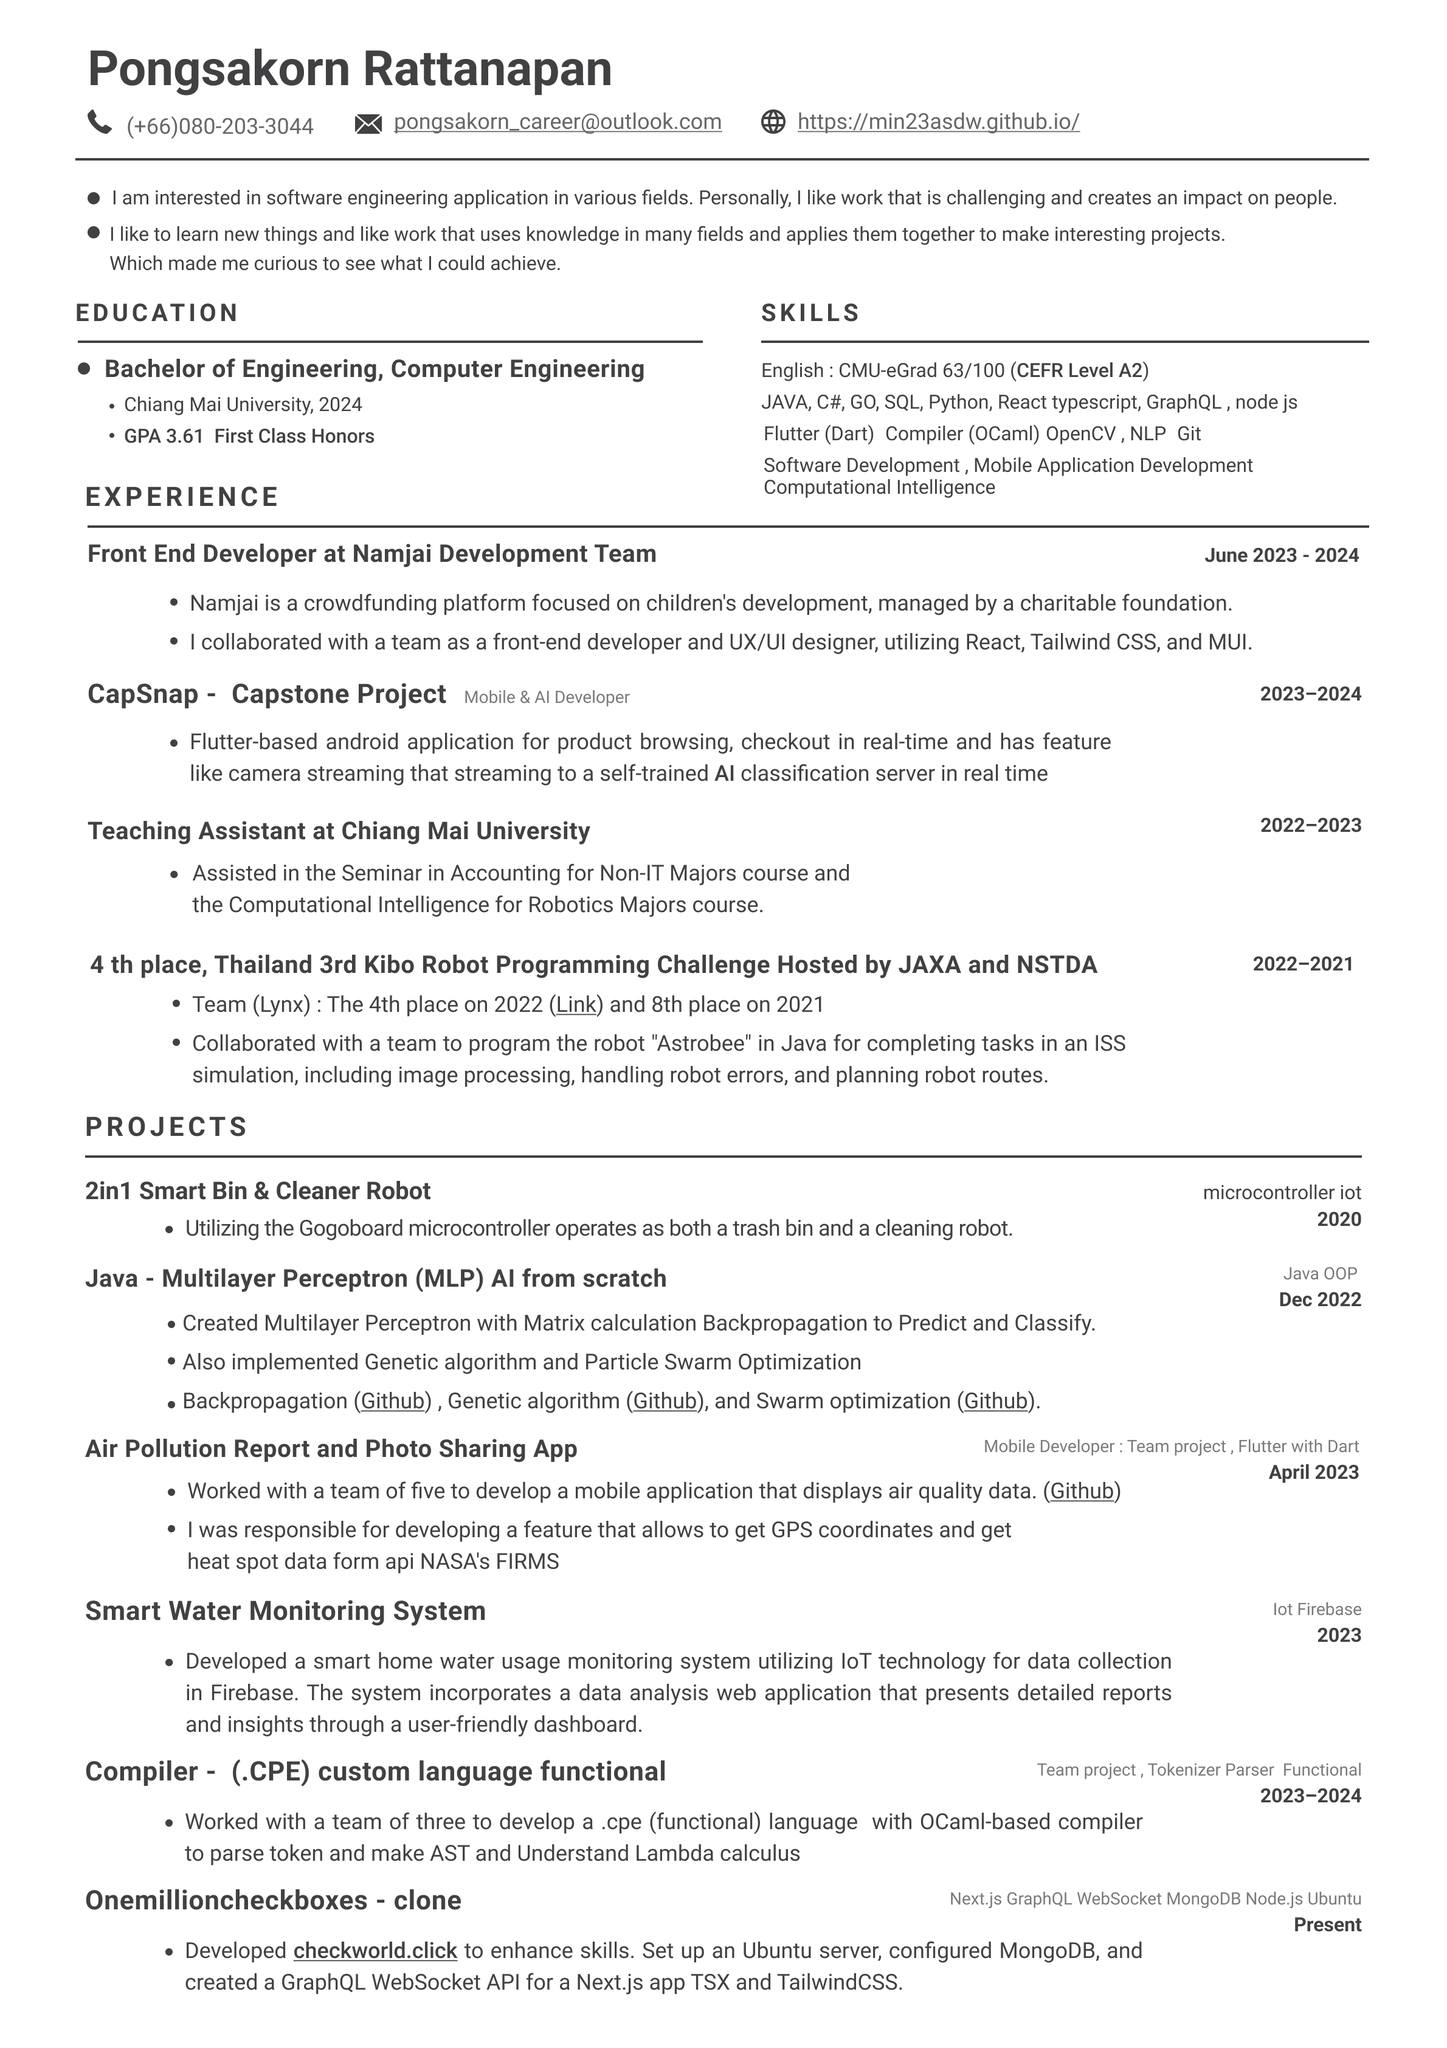 Pongsakorn Rattanapan
(+66)080-203-3044 pongsakorn_career@outlook.com https://min23asdw.github.io/
I am interested in software engineering application in various fields. Personally, I like work that is challenging and creates an impact on people.
I like to learn new things and like work that uses knowledge in many fields and applies them together to make interesting projects.
Which made me curious to see what I could achieve.
EDUCATION
Bachelor of Engineering, Computer Engineering
Chiang Mai University, 2024
GPA 3.61 First Class Honors
SKILLS
English : CMU-eGrad 63/100 (CEFR Level A2)
JAVA, C#, GO, SQL, Python, React typescript, GraphQL , node js
Flutter (Dart) Compiler (OCaml) OpenCV , NLP Git
Software Development , Mobile Application Development
Computational Intelligence
EXPERIENCE
Front End Developer at Namjai Development Team June 2023 - 2024
Namjai is a crowdfunding platform focused on children's development, managed by a charitable foundation.
I collaborated with a team as a front-end developer and UX/UI designer, utilizing React, Tailwind CSS, and MUI.
CapSnap - Capstone Project Mobile & AI Developer 2023–2024
Flutter-based android application for product browsing, checkout in real-time and has feature
like camera streaming that streaming to a self-trained AI classification server in real time
Teaching Assistant at Chiang Mai University 2022–2023
Assisted in the Seminar in Accounting for Non-IT Majors course and
the Computational Intelligence for Robotics Majors course.
4 th place, Thailand 3rd Kibo Robot Programming Challenge Hosted by JAXA and NSTDA 2022–2021
Team (Lynx) : The 4th place on 2022 (Link) and 8th place on 2021
Collaborated with a team to program the robot "Astrobee" in Java for completing tasks in an ISS
simulation, including image processing, handling robot errors, and planning robot routes.
PROJECTS
2in1 Smart Bin & Cleaner Robot microcontroller iot
2020
Utilizing the Gogoboard microcontroller operates as both a trash bin and a cleaning robot.
Java - Multilayer Perceptron (MLP) AI from scratch Java OOP
Dec 2022
Created Multilayer Perceptron with Matrix calculation Backpropagation to Predict and Classify.
Also implemented Genetic algorithm and Particle Swarm Optimization
Backpropagation (Github) , Genetic algorithm (Github), and Swarm optimization (Github).
Air Pollution Report and Photo Sharing App Mobile Developer : Team project , Flutter with Dart
April 2023
Worked with a team of five to develop a mobile application that displays air quality data. (Github)
I was responsible for developing a feature that allows to get GPS coordinates and get
heat spot data form api NASA's FIRMS
Smart Water Monitoring System Iot Firebase
2023
Developed a smart home water usage monitoring system utilizing IoT technology for data collection
in Firebase. The system incorporates a data analysis web application that presents detailed reports
and insights through a user-friendly dashboard.
Compiler - (.CPE) custom language functional Team project , Tokenizer Parser Functional
2023–2024
Worked with a team of three to develop a .cpe (functional) language with OCaml-based compiler
to parse token and make AST and Understand Lambda calculus
Onemillioncheckboxes - clone Next.js GraphQL WebSocket MongoDB Node.js Ubuntu
Present
Developed checkworld.click to enhance skills. Set up an Ubuntu server, configured MongoDB, and
created a GraphQL WebSocket API for a Next.js app TSX and TailwindCSS.